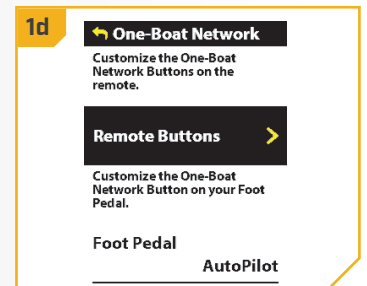 1d
One-Boat Network
Customize the One-Boat
Network Buttons on the
remote.
Remote Buttons
Customize the One-Boat
Network Button on your Foot
Pedal.
Foot Pedal
AutoPilot